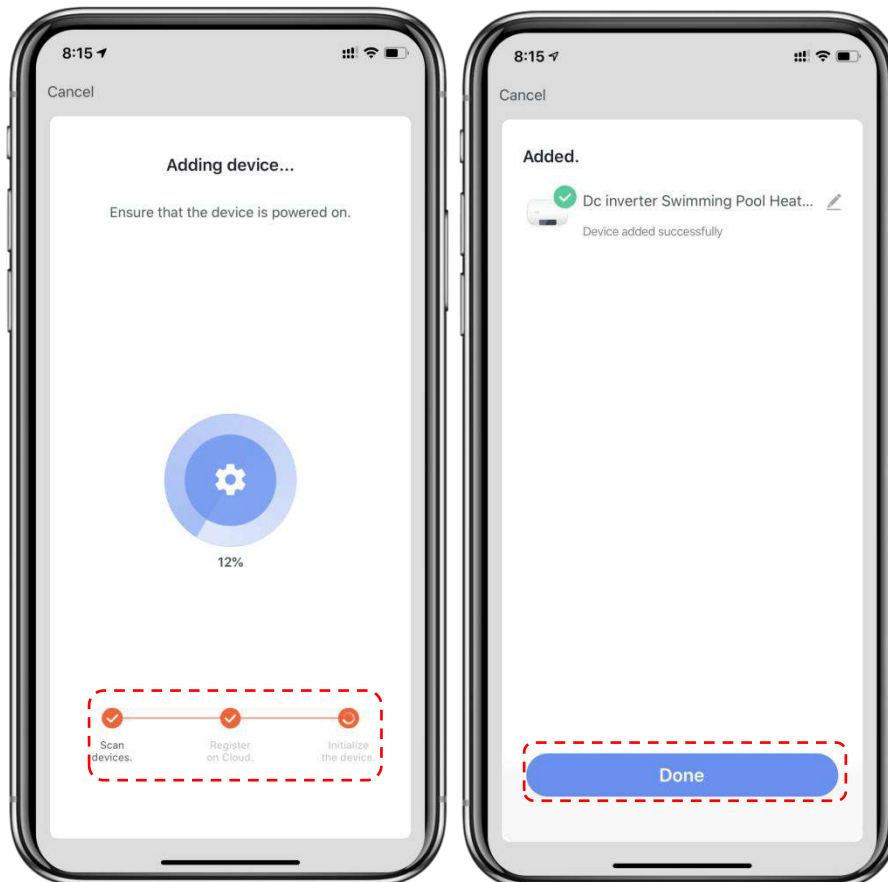 8:15
Cancel
Adding device...
Ensure that the device is powered on.
12%
Scan
devices.
Register
on Cloud.
Initialize
the device.
8:15
Cancel
Added.
Dc inverter Swimming Pool Heat...
Device added successfully
Done